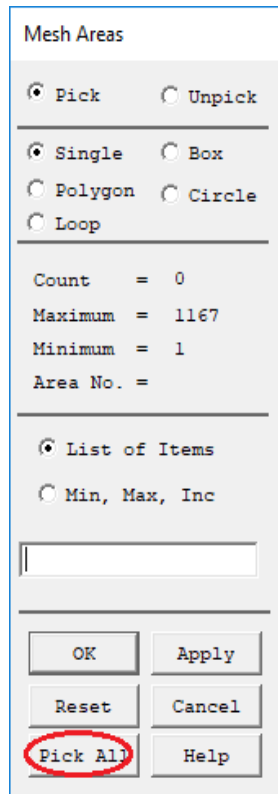 Mesh Areas
Pick Unpick
Single Box
Polygon Circle
Loop
Count = 0
Maximum = 1167
Minimum = 1
Area No. =
List of Items
Min, Max, Inc
OK Apply
Reset Cancel
Pick All Help